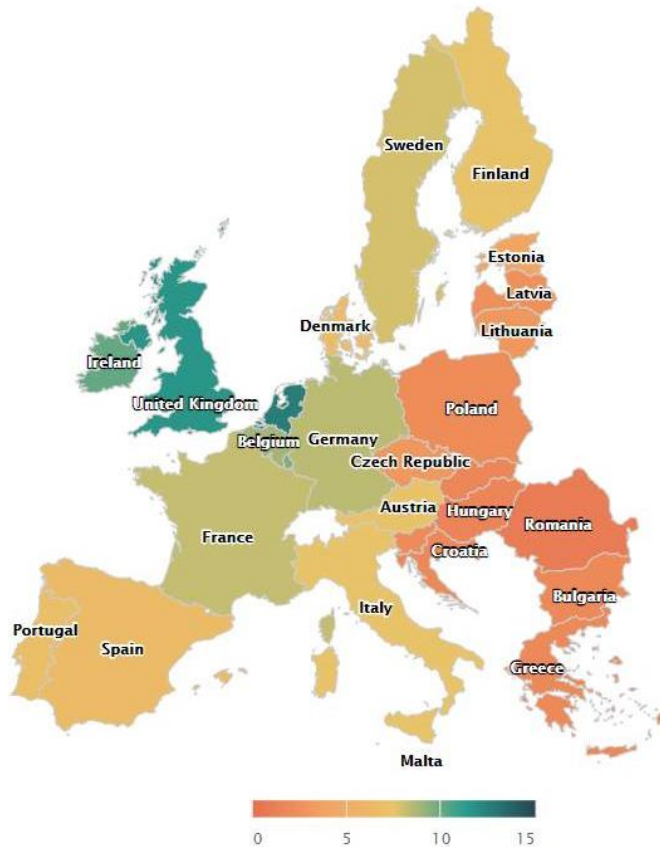 Sweden
Finland
Estonia
Latvia
Lithuania
Denmark
Ireland
United Kingdom
Poland
Belgium
Germany
Czech Republic
Austria
Hungary
Romania
France
Croatia
Bulgaria
Italy
Portugal
Spain
Greece
Malta
0 5 10 15